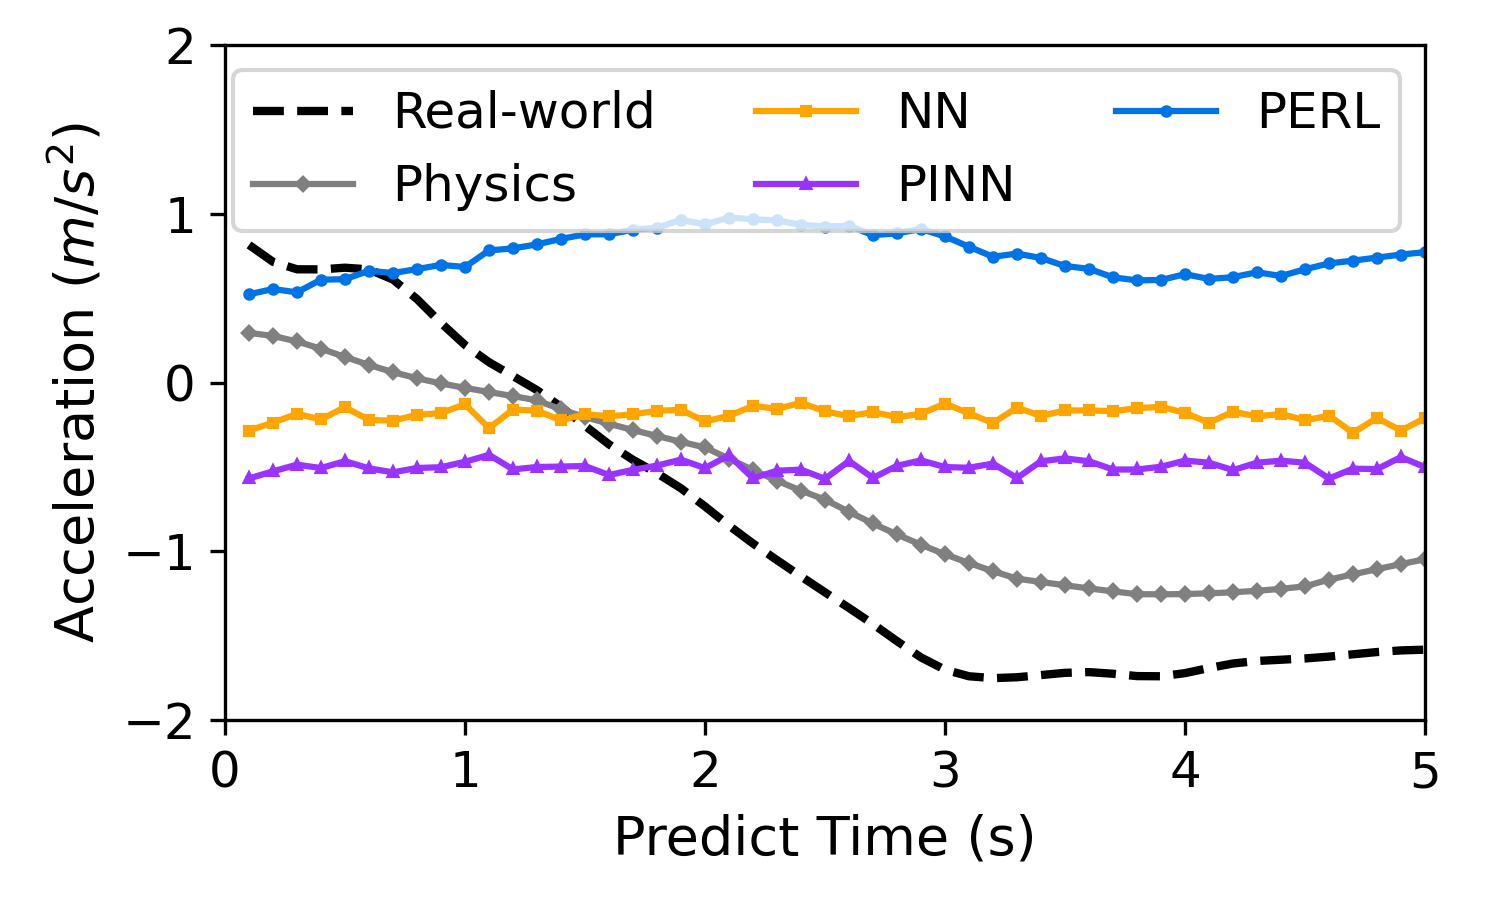 2
1
0
−1
−2
Acceleration (m/s²)
Real-world
Physics
NN
PINN
PERL
0 1 2 3 4 5
Predict Time (s)